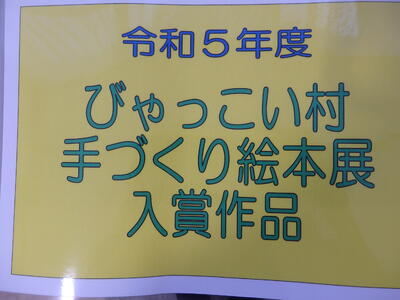 令和5年度
びゃっこい村
手づくり絵本展
入賞作品